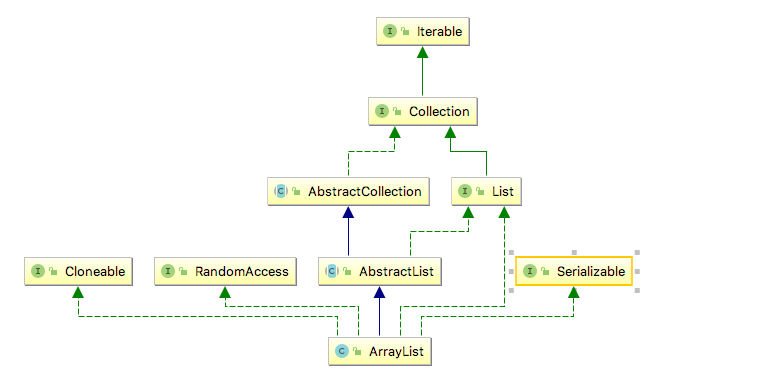 I Iterable
I Collection
C AbstractCollection
I List
I Cloneable
I RandomAccess
C AbstractList
I Serializable
C ArrayList